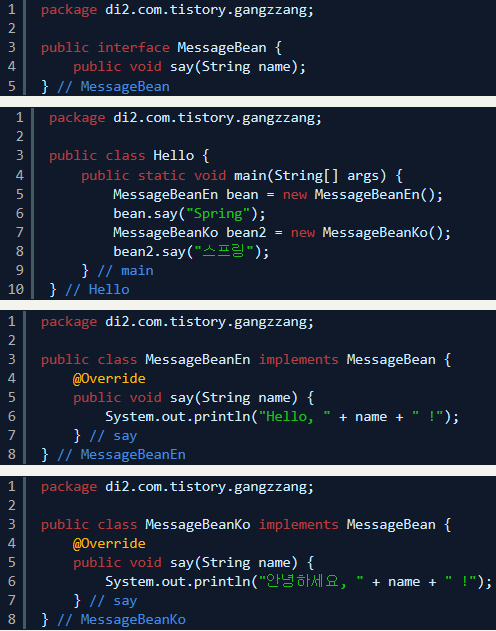 1 package di2.com.tistory.gangzzang;
2
3 public interface MessageBean {
4     public void say(String name);
5 } // MessageBean
1 package di2.com.tistory.gangzzang;
2
3 public class Hello {
4     public static void main(String[] args) {
5         MessageBeanEn bean = new MessageBeanEn();
6         bean.say("Spring");
7         MessageBeanKo bean2 = new MessageBeanKo();
8         bean2.say("스프링");
9     } // main
10 } // Hello
1 package di2.com.tistory.gangzzang;
2
3 public class MessageBeanEn implements MessageBean {
4     @Override
5     public void say(String name) {
6         System.out.println("Hello, " + name + " !");
7     } // say
8 } // MessageBeanEn
1 package di2.com.tistory.gangzzang;
2
3 public class MessageBeanKo implements MessageBean {
4     @Override
5     public void say(String name) {
6         System.out.println("안녕하세요, " + name + " !");
7     } // say
8 } // MessageBeanKo